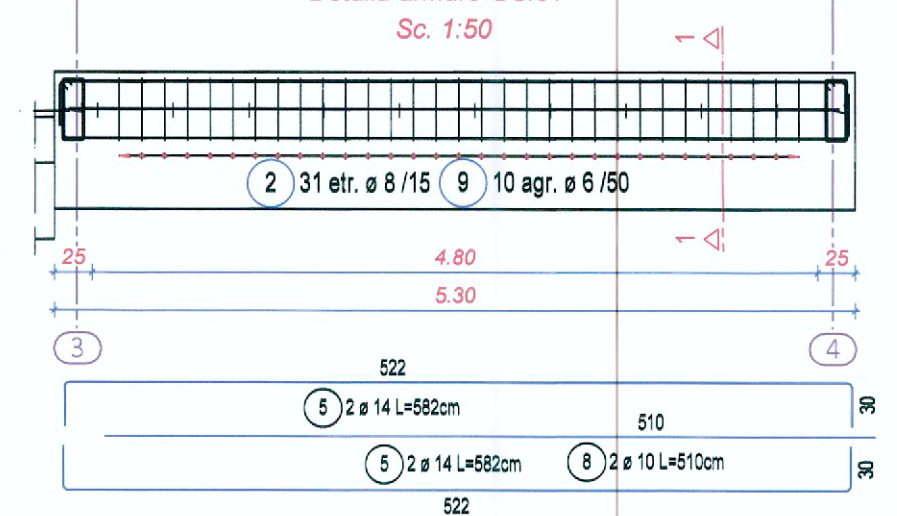 Sc. 1:50
1
2 31 etr. ø 8 /15 9 10 agr. ø 6 /50
1
25 4.80 25
5.30
3 4
522
5 2 ø 14 L=582cm 30
510
5 2 ø 14 L=582cm 8 2 ø 10 L=510cm 30
522